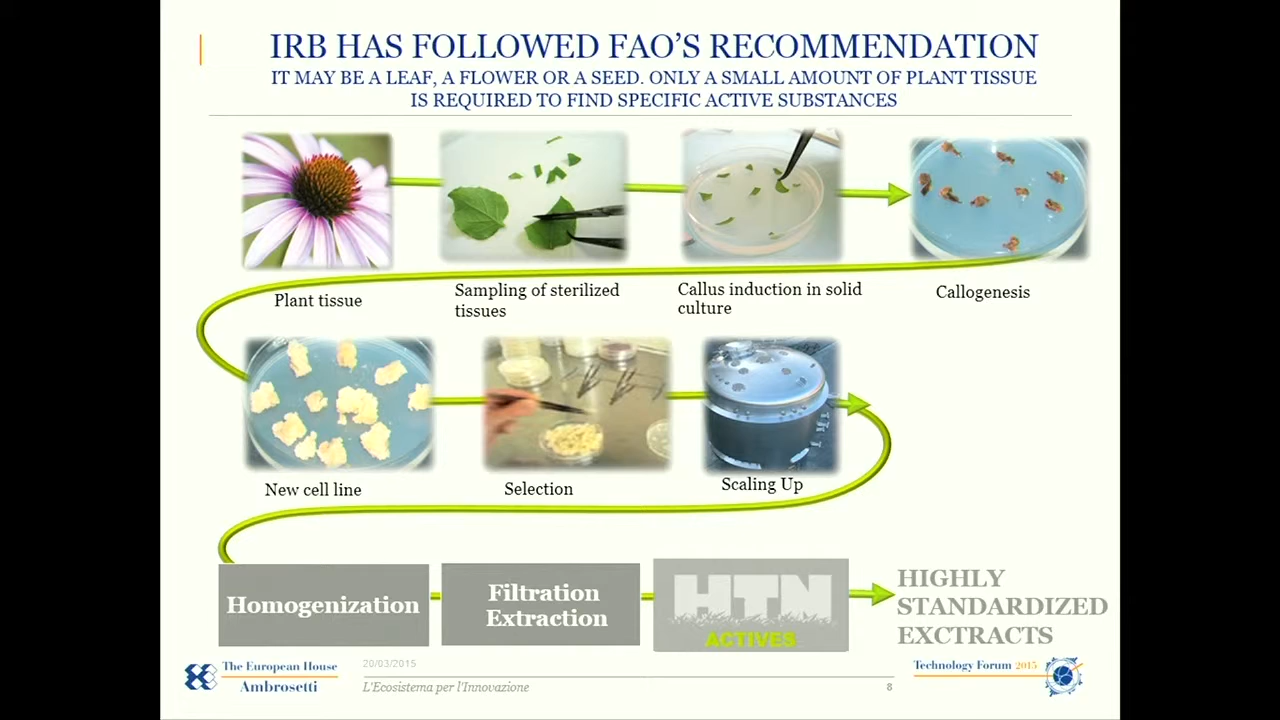 IRB HAS FOLLOWED FAO'S RECOMMENDATION
IT MAY BE A LEAF, A FLOWER OR A SEED. ONLY A SMALL AMOUNT OF PLANT TISSUE
IS REQUIRED TO FIND SPECIFIC ACTIVE SUBSTANCES
Plant tissue
Sampling of sterilized
tissues
Callus induction in solid
culture
Callogenesis
New cell line
Selection
Scaling Up
Homogenization
Filtration
Extraction
HTN
ACTIVES
HIGHLY
STANDARDIZED
EXCTRACTS
The European House
Ambrosetti
20/03/2015
L'Ecosistema per l'Innovazione
8
Technology Forum 2015